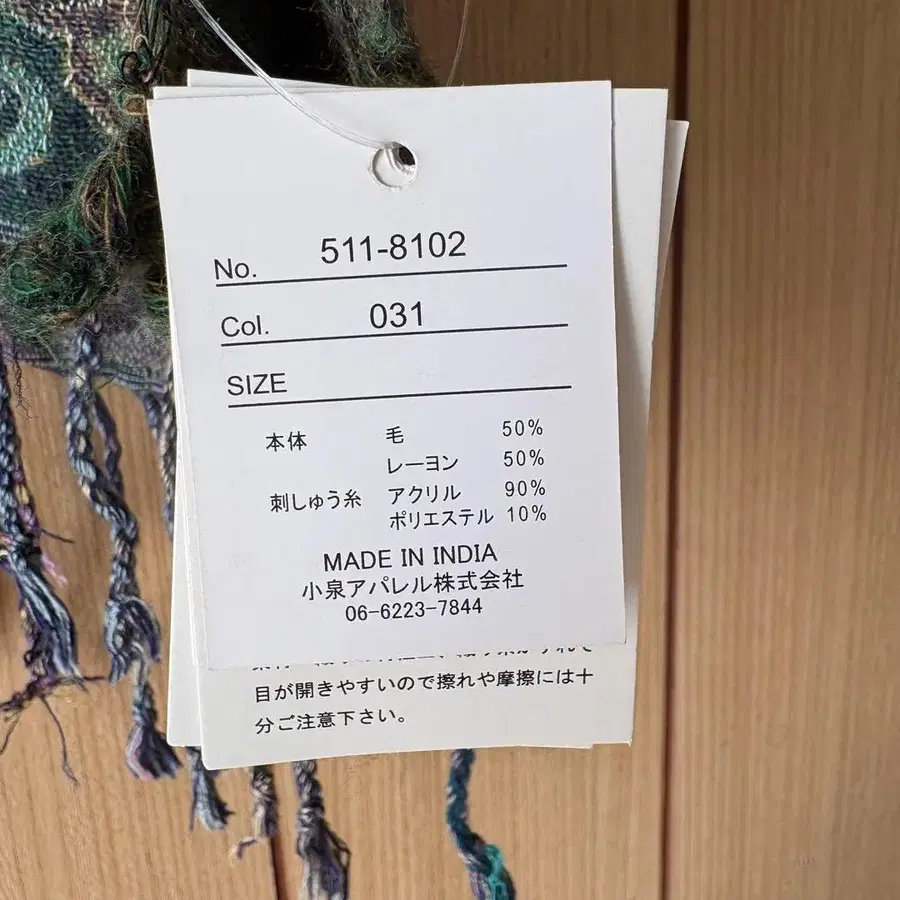 No. 511-8102
Col. 031
SIZE
本体 毛 50%
レーヨン 50%
刺しゅう糸 アクリル 90%
ポリエステル 10%
MADE IN INDIA
小泉アパレル株式会社
06-6223-7844
目が開きやすいので擦れや摩擦には十
分ご注意下さい。